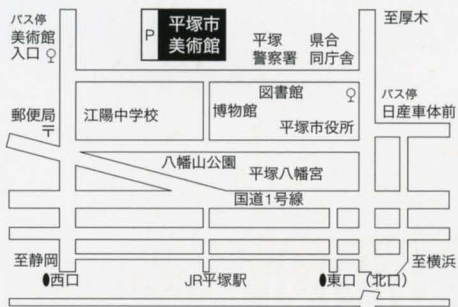 バス停
美術館
入口
P
平塚市
美術館
平塚
警察署
県合
同庁舎
至厚木
郵便局
〒
江陽中学校
図書館
博物館
平塚市役所
バス停
日産車体前
八幡山公園
平塚八幡宮
国道1号線
至静岡
至横浜
西口
JR平塚駅
東口(北口)